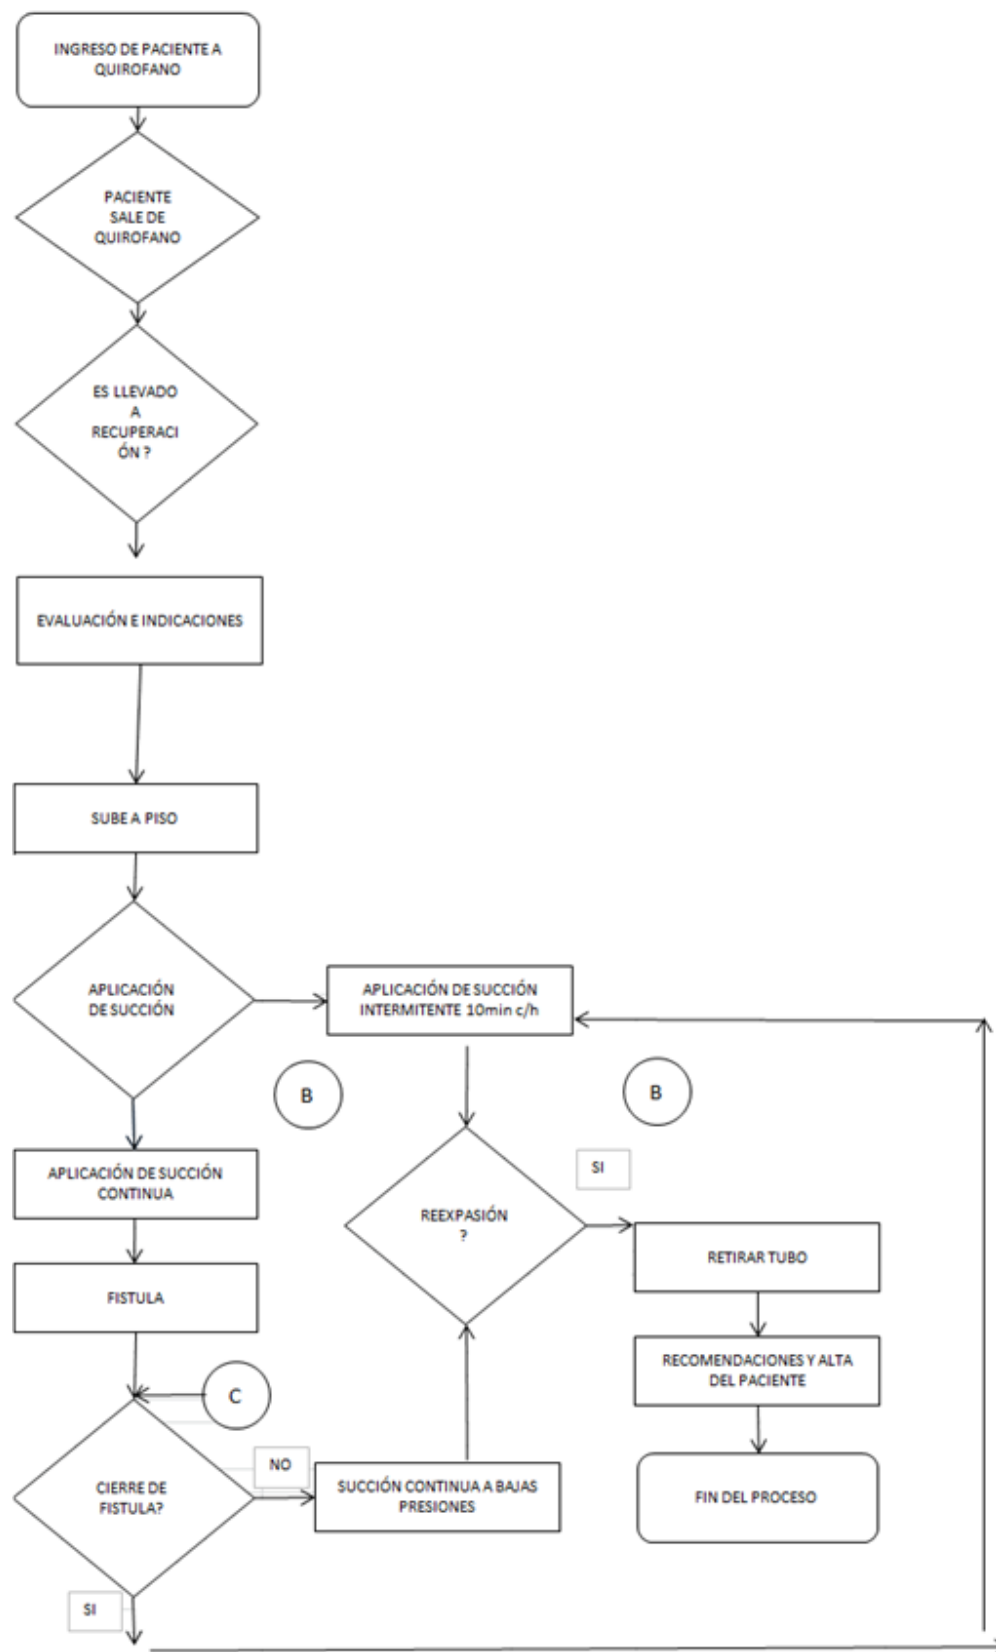 INGRESO DE PACIENTE A
QUIROFANO
PACIENTE
SALE DE
QUIROFANO
ES LLEVADO
A
RECUPERACI
ÓN ?
EVALUACIÓN E INDICACIONES
SUBE A PISO
APLICACIÓN
DE SUCCIÓN
APLICACIÓN DE SUCCIÓN
INTERMITENTE 10min c/h
B
B
APLICACIÓN DE SUCCIÓN
CONTINUA
SI
REEXPASIÓN
?
RETIRAR TUBO
FISTULA
RECOMENDACIONES Y ALTA
DEL PACIENTE
C
NO
CIERRE DE
FISTULA?
SUCCIÓN CONTINUA A BAJAS
PRESIONES
FIN DEL PROCESO
SI